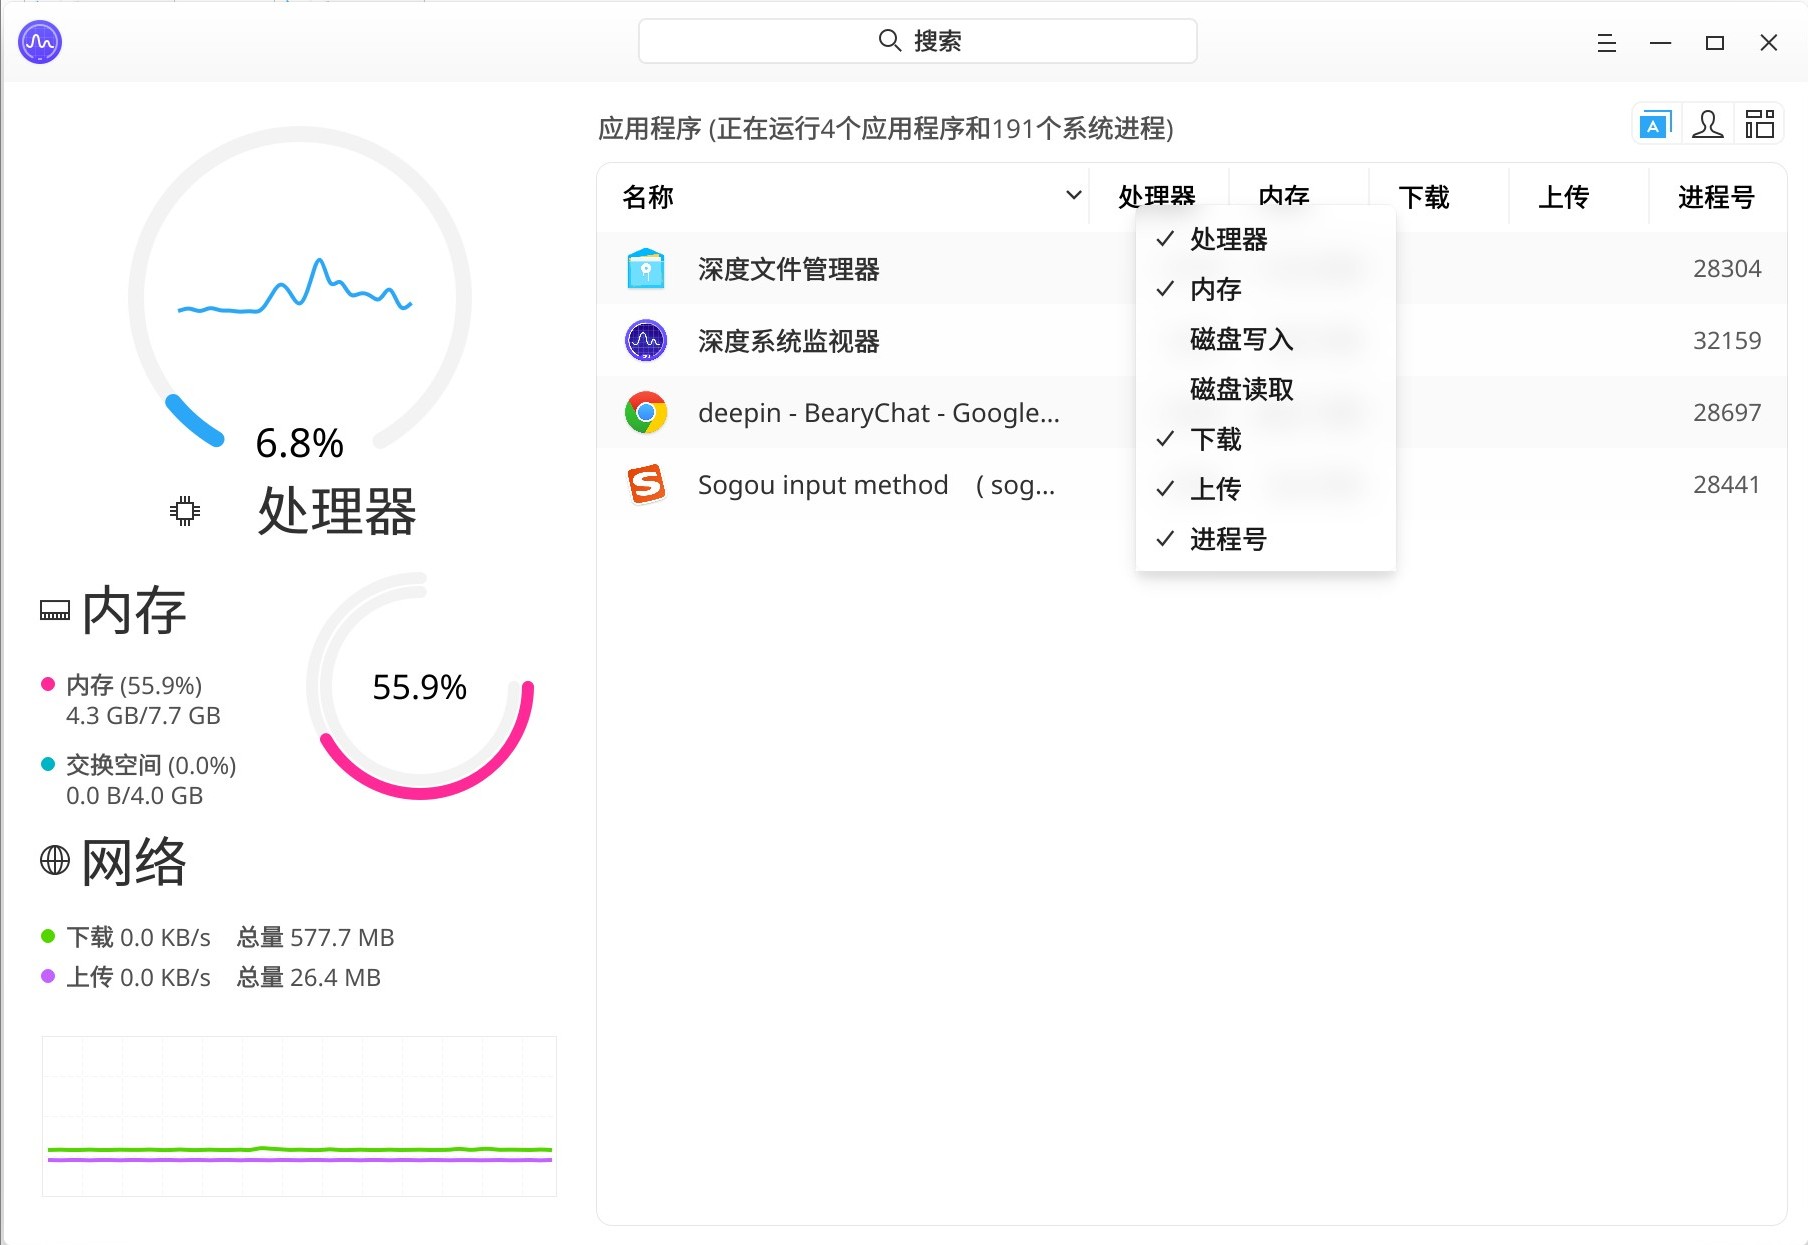 搜索
6.8%
处理器
内存
内存 (55.9%)
4.3 GB/7.7 GB
交换空间 (0.0%)
0.0 B/4.0 GB
55.9%
网络
下载 0.0 KB/s 总量 577.7 MB
上传 0.0 KB/s 总量 26.4 MB
应用程序 (正在运行4个应用程序和191个系统进程)
A
名称 处理器 内存 下载 上传 进程号
深度文件管理器 28304
深度系统监视器 32159
deepin - BearyChat - Google... 28697
Sogou input method （ sog... 28441
处理器
内存
磁盘写入
磁盘读取
下载
上传
进程号